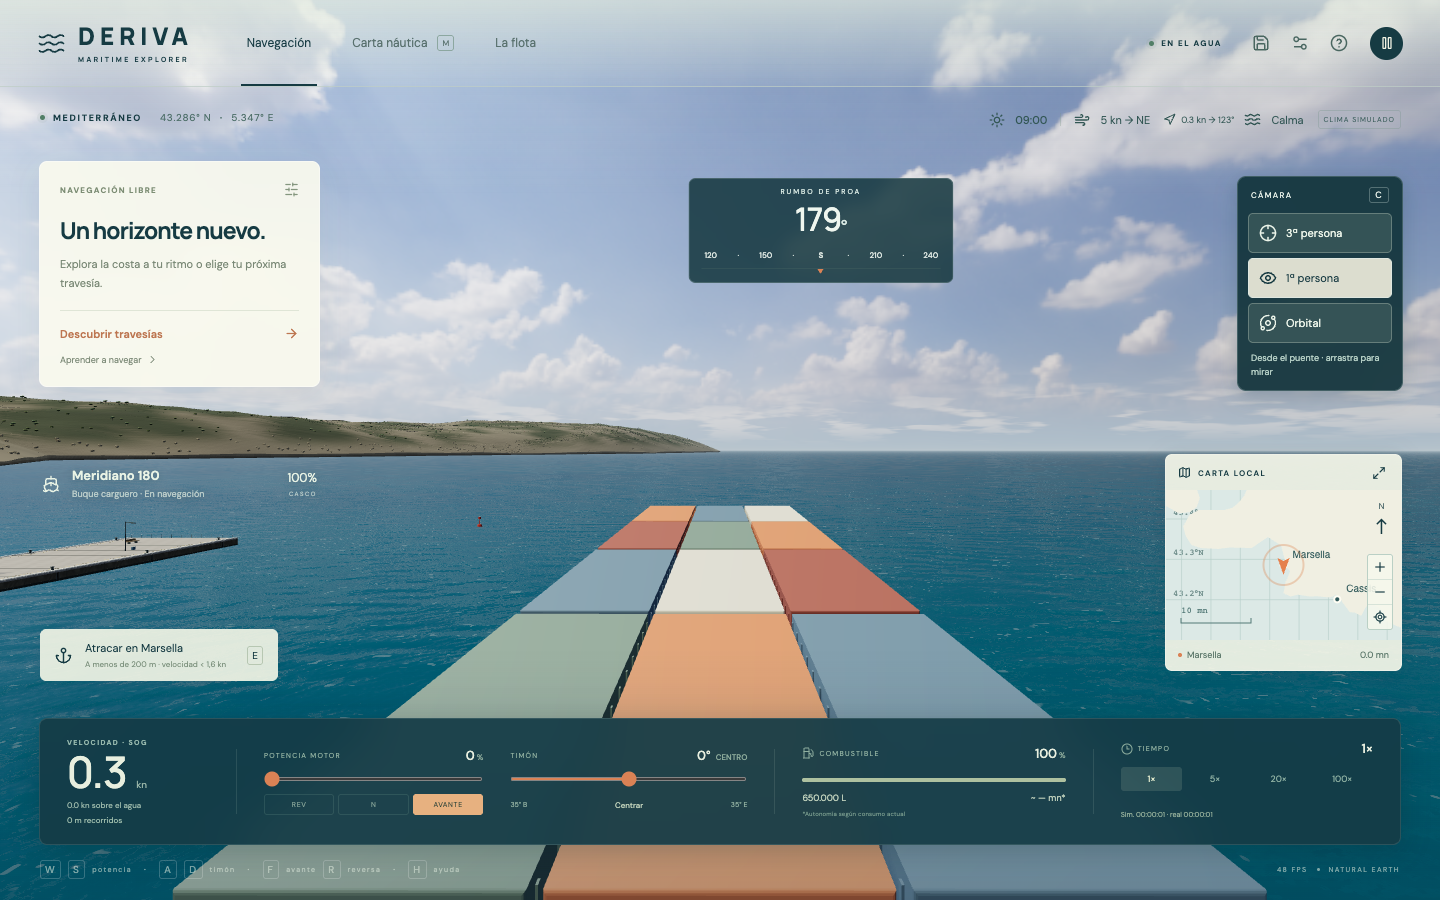 DERIVA
MARITIME EXPLORER
Navegación
Carta náutica M
La flota
EN EL AGUA
MEDITERRÁNEO 43.286° N · 5.347° E
09:00
5 kn → NE
0.3 kn → 123°
Calma
CLIMA SIMULADO
NAVEGACIÓN LIBRE
Un horizonte nuevo.
Explora la costa a tu ritmo o elige tu próxima
travesía.
Descubrir travesías →
Aprender a navegar
RUMBO DE PROA
179°
120 · 150 · S · 210 · 240
CÁMARA C
3ª persona
1ª persona
Orbital
Desde el puente · arrastra para
mirar
Meridiano 180
Buque carguero · En navegación
100%
CASCO
CARTA LOCAL
N
43.3°N
Marsella
43.2°N
Cass
10 mn
Marsella 0.0 mn
Atracar en Marsella
A menos de 200 m · velocidad < 1,6 kn
E
VELOCIDAD · SOG
0.3 kn
0.0 kn sobre el agua
0 m recorridos
POTENCIA MOTOR 0 %
REV N AVANTE
TIMÓN 0° CENTRO
35° B Centrar 35° E
COMBUSTIBLE 100 %
650.000 L ~ — mn*
*Autonomía según consumo actual
TIEMPO 1×
1× 5× 20× 100×
Sim. 00:00:01 · real 00:00:01
W S potencia · A D timón · F avante R reversa · H ayuda
48 FPS • NATURAL EARTH